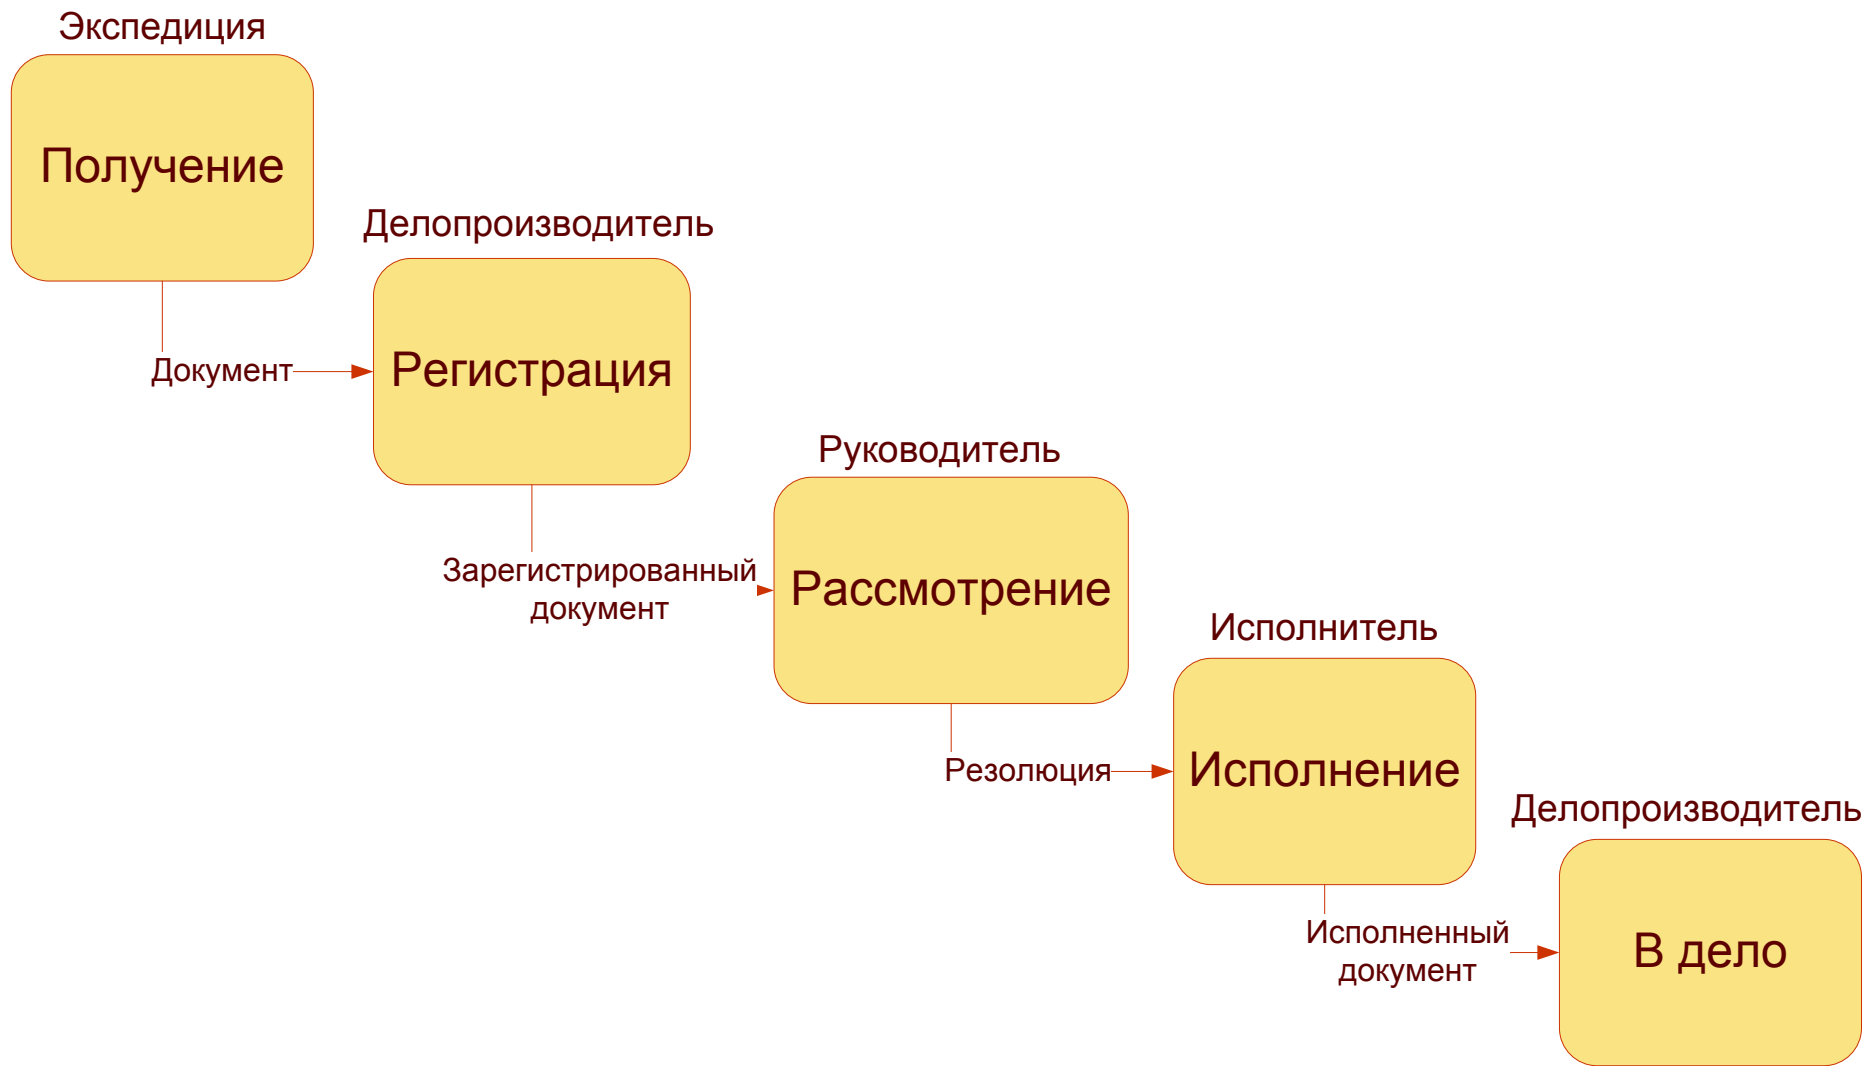 Экспедиция
Получение
Документ
Делопроизводитель
Регистрация
Зарегистрированный
документ
Руководитель
Рассмотрение
Резолюция
Исполнитель
Исполнение
Исполненный
документ
Делопроизводитель
В дело